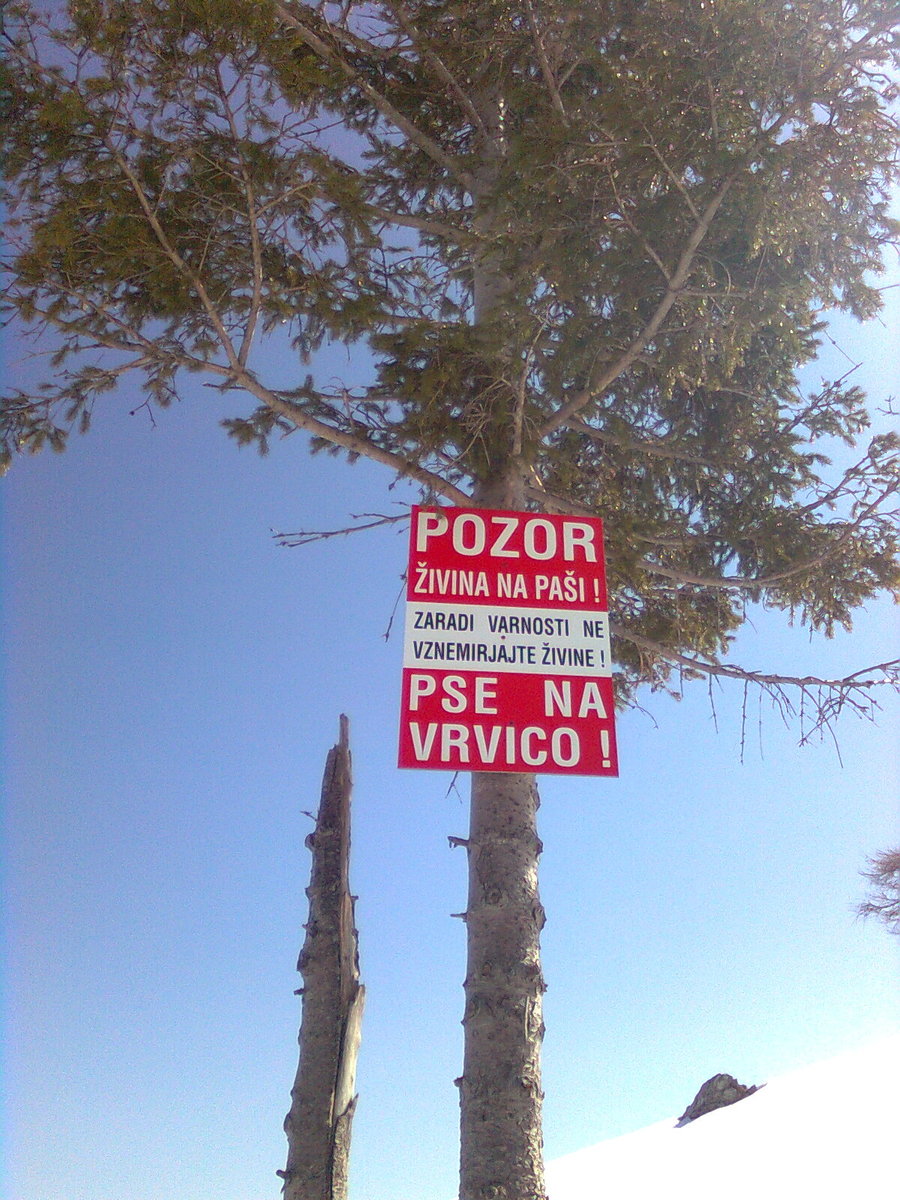 POZOR
ŽIVINA NA PAŠI !
ZARADI VARNOSTI NE
VZNEMIRJAJTE ŽIVINE !
PSE NA
VRVICO !